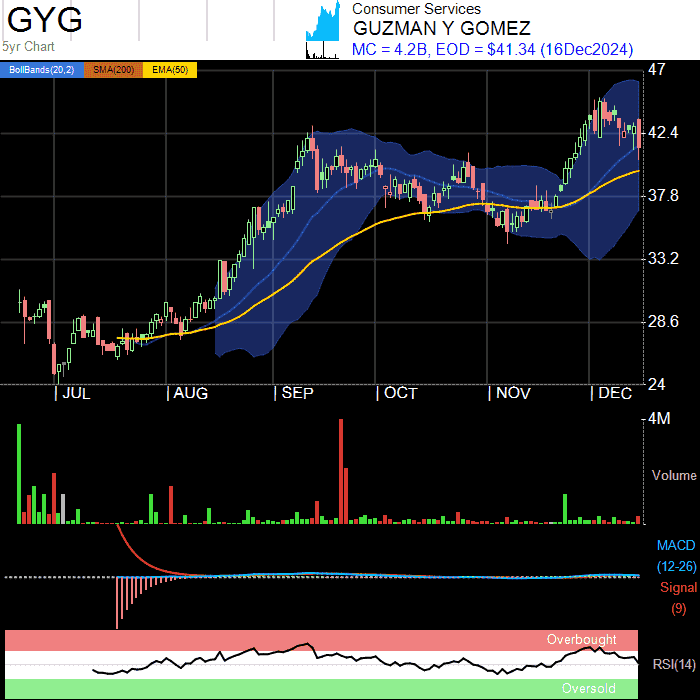 GYG
5yr Chart
Consumer Services
GUZMAN Y GOMEZ
MC = 4.2B, EOD = $41.34 (16Dec2024)
BollBands(20,2) SMA(200) EMA(50)
47
42.4
37.8
33.2
28.6
24
| JUL | AUG | SEP | OCT | NOV | DEC
4M
Volume
MACD
(12-26)
Signal
(9)
Overbought
RSI(14)
Oversold